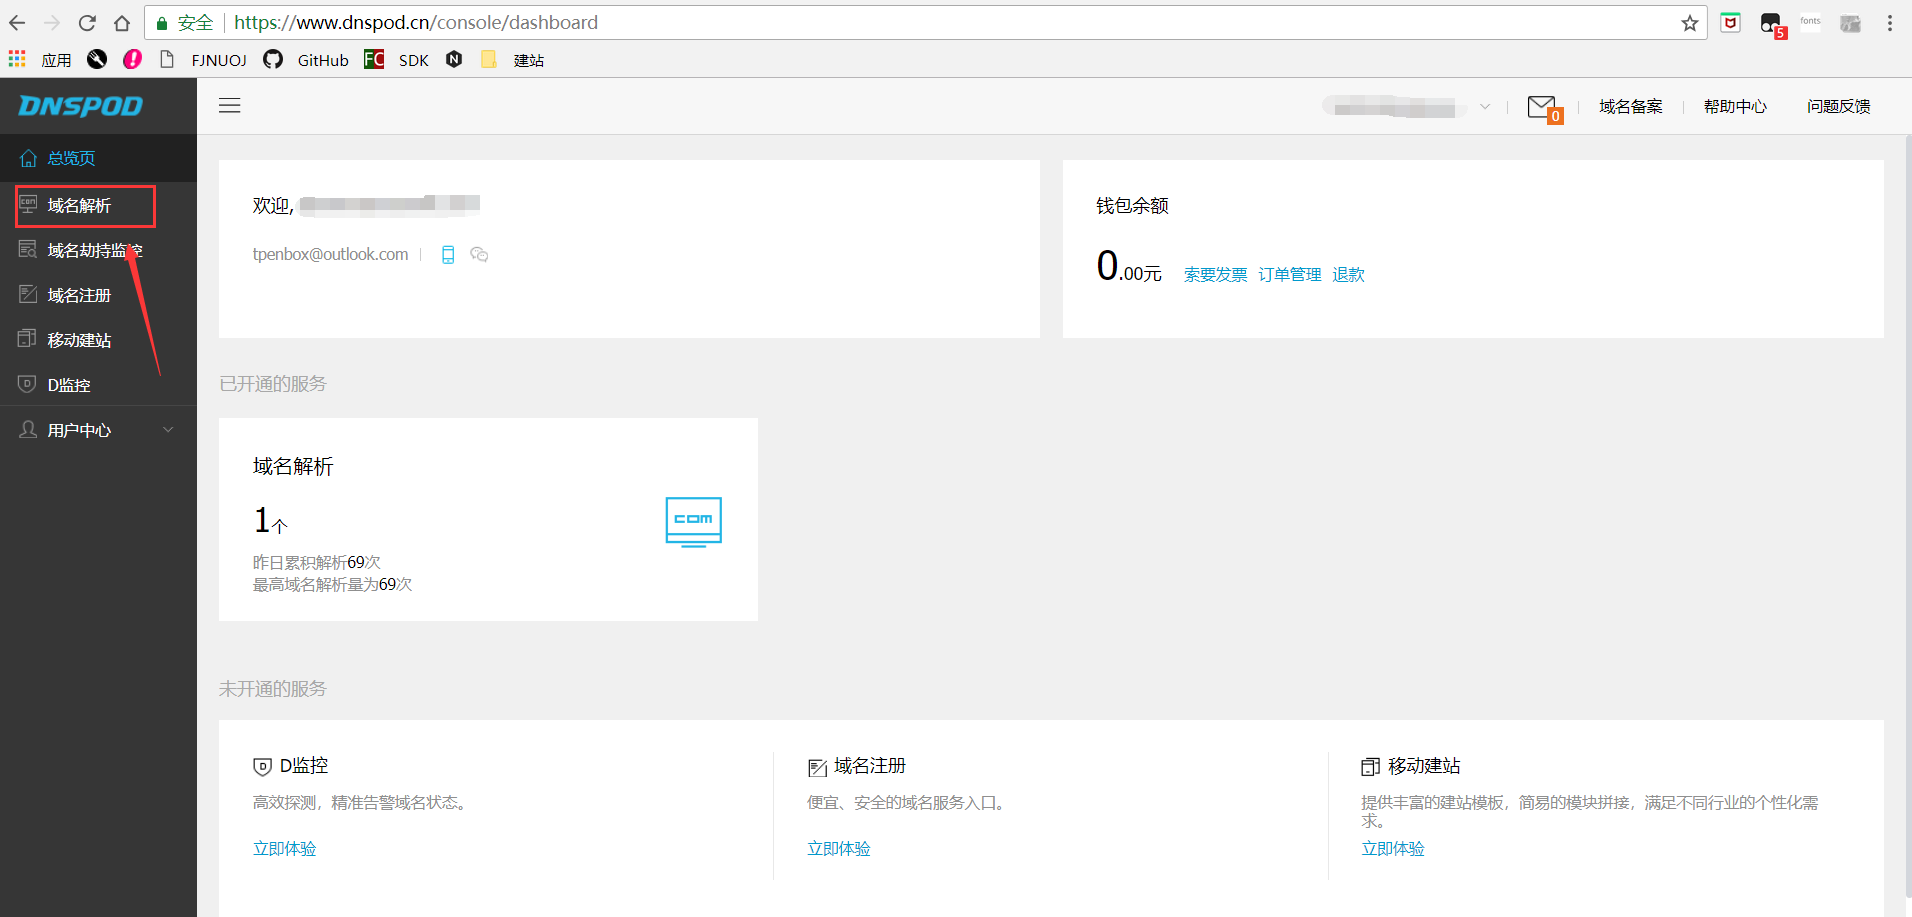 安全 https://www.dnspod.cn/console/dashboard
5
fonts
应用 FJNUOJ GitHub FC SDK N 建站
DNSPOD
0 域名备案 帮助中心 问题反馈
总览页
域名解析
域名劫持监控
域名注册
移动建站
D监控
用户中心
欢迎,
tpenbox@outlook.com
钱包余额
0.00元 索要发票 订单管理 退款
已开通的服务
域名解析
1个
com
昨日累积解析69次
最高域名解析量为69次
未开通的服务
D监控
高效探测，精准告警域名状态。
立即体验
域名注册
便宜、安全的域名服务入口。
立即体验
移动建站
提供丰富的建站模板，简易的模块拼接，满足不同行业的个性化需
求。
立即体验